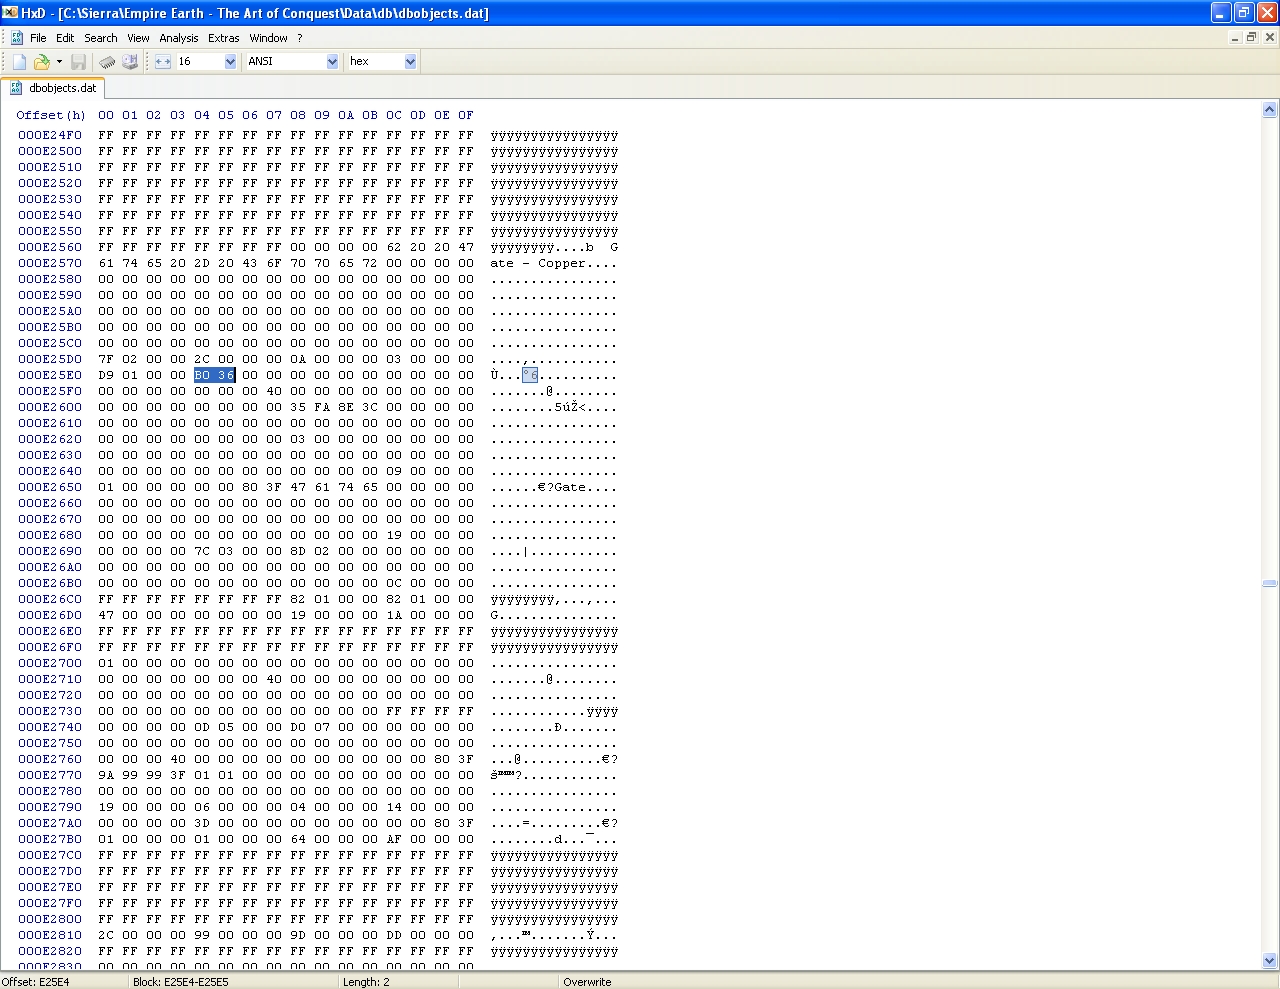 HxD - [C:\Sierra\Empire Earth - The Art of Conquest\Data\db\dbobjects.dat]
File Edit Search View Analysis Extras Window ?
16 ANSI hex
dbobjects.dat
Offset(h) 00 01 02 03 04 05 06 07 08 09 0A 0B 0C 0D 0E 0F
000E24F0 FF FF FF FF FF FF FF FF FF FF FF FF FF FF FF FF ÿÿÿÿÿÿÿÿÿÿÿÿÿÿÿÿ
000E2500 FF FF FF FF FF FF FF FF FF FF FF FF FF FF FF FF ÿÿÿÿÿÿÿÿÿÿÿÿÿÿÿÿ
000E2510 FF FF FF FF FF FF FF FF FF FF FF FF FF FF FF FF ÿÿÿÿÿÿÿÿÿÿÿÿÿÿÿÿ
000E2520 FF FF FF FF FF FF FF FF FF FF FF FF FF FF FF FF ÿÿÿÿÿÿÿÿÿÿÿÿÿÿÿÿ
000E2530 FF FF FF FF FF FF FF FF FF FF FF FF FF FF FF FF ÿÿÿÿÿÿÿÿÿÿÿÿÿÿÿÿ
000E2540 FF FF FF FF FF FF FF FF FF FF FF FF FF FF FF FF ÿÿÿÿÿÿÿÿÿÿÿÿÿÿÿÿ
000E2550 FF FF FF FF FF FF FF FF FF FF FF FF FF FF FF FF ÿÿÿÿÿÿÿÿÿÿÿÿÿÿÿÿ
000E2560 FF FF FF FF FF FF FF FF 00 00 00 00 62 20 20 47 ÿÿÿÿÿÿÿÿ....b  G
000E2570 61 74 65 20 2D 20 43 6F 70 70 65 72 00 00 00 00 ate - Copper....
000E2580 00 00 00 00 00 00 00 00 00 00 00 00 00 00 00 00 ................
000E2590 00 00 00 00 00 00 00 00 00 00 00 00 00 00 00 00 ................
000E25A0 00 00 00 00 00 00 00 00 00 00 00 00 00 00 00 00 ................
000E25B0 00 00 00 00 00 00 00 00 00 00 00 00 00 00 00 00 ................
000E25C0 00 00 00 00 00 00 00 00 00 00 00 00 00 00 00 00 ................
000E25D0 7F 02 00 00 2C 00 00 00 0A 00 00 00 03 00 00 00 ....,...........
000E25E0 D9 01 00 00 B0 36 00 00 00 00 00 00 00 00 00 00 Ù...°6..........
000E25F0 00 00 00 00 00 00 00 40 00 00 00 00 00 00 00 00 .......@........
000E2600 00 00 00 00 00 00 00 00 35 FA 8E 3C 00 00 00 00 ........5úŽ<....
000E2610 00 00 00 00 00 00 00 00 00 00 00 00 00 00 00 00 ................
000E2620 00 00 00 00 00 00 00 00 03 00 00 00 00 00 00 00 ................
000E2630 00 00 00 00 00 00 00 00 00 00 00 00 00 00 00 00 ................
000E2640 00 00 00 00 00 00 00 00 00 00 00 00 09 00 00 00 ................
000E2650 01 00 00 00 00 00 80 3F 47 61 74 65 00 00 00 00 ......€?Gate....
000E2660 00 00 00 00 00 00 00 00 00 00 00 00 00 00 00 00 ................
000E2670 00 00 00 00 00 00 00 00 00 00 00 00 00 00 00 00 ................
000E2680 00 00 00 00 00 00 00 00 00 00 00 00 19 00 00 00 ................
000E2690 00 00 00 00 7C 03 00 00 8D 02 00 00 00 00 00 00 ....|...........
000E26A0 00 00 00 00 00 00 00 00 00 00 00 00 00 00 00 00 ................
000E26B0 00 00 00 00 00 00 00 00 00 00 00 00 0C 00 00 00 ................
000E26C0 FF FF FF FF FF FF FF FF 82 01 00 00 82 01 00 00 ÿÿÿÿÿÿÿÿ‚...‚...
000E26D0 47 00 00 00 00 00 00 00 19 00 00 00 1A 00 00 00 G...............
000E26E0 FF FF FF FF FF FF FF FF FF FF FF FF FF FF FF FF ÿÿÿÿÿÿÿÿÿÿÿÿÿÿÿÿ
000E26F0 FF FF FF FF FF FF FF FF FF FF FF FF FF FF FF FF ÿÿÿÿÿÿÿÿÿÿÿÿÿÿÿÿ
000E2700 01 00 00 00 00 00 00 00 00 00 00 00 00 00 00 00 ................
000E2710 00 00 00 00 00 00 00 40 00 00 00 00 00 00 00 00 .......@........
000E2720 00 00 00 00 00 00 00 00 00 00 00 00 00 00 00 00 ................
000E2730 00 00 00 00 00 00 00 00 00 00 00 00 FF FF FF FF ............ÿÿÿÿ
000E2740 00 00 00 00 0D 05 00 00 D0 07 00 00 00 00 00 00 ........Ð.......
000E2750 00 00 00 00 00 00 00 00 00 00 00 00 00 00 00 00 ................
000E2760 00 00 00 40 00 00 00 00 00 00 00 00 00 00 80 3F ...@..........€?
000E2770 9A 99 99 3F 01 01 00 00 00 00 00 00 00 00 00 00 š™™?............
000E2780 00 00 00 00 00 00 00 00 00 00 00 00 00 00 00 00 ................
000E2790 19 00 00 00 06 00 00 00 04 00 00 00 14 00 00 00 ................
000E27A0 00 00 00 00 3D 00 00 00 00 00 00 00 00 00 80 3F ....=.........€?
000E27B0 01 00 00 00 01 00 00 00 64 00 00 00 AF 00 00 00 ........d...¯...
000E27C0 FF FF FF FF FF FF FF FF FF FF FF FF FF FF FF FF ÿÿÿÿÿÿÿÿÿÿÿÿÿÿÿÿ
000E27D0 FF FF FF FF FF FF FF FF FF FF FF FF FF FF FF FF ÿÿÿÿÿÿÿÿÿÿÿÿÿÿÿÿ
000E27E0 FF FF FF FF FF FF FF FF FF FF FF FF FF FF FF FF ÿÿÿÿÿÿÿÿÿÿÿÿÿÿÿÿ
000E27F0 FF FF FF FF FF FF FF FF FF FF FF FF FF FF FF FF ÿÿÿÿÿÿÿÿÿÿÿÿÿÿÿÿ
000E2800 FF FF FF FF FF FF FF FF FF FF FF FF FF FF FF FF ÿÿÿÿÿÿÿÿÿÿÿÿÿÿÿÿ
000E2810 2C 00 00 00 99 00 00 00 9D 00 00 00 DD 00 00 00 ,...™.......Ý...
000E2820 FF FF FF FF FF FF FF FF FF FF FF FF FF FF FF FF ÿÿÿÿÿÿÿÿÿÿÿÿÿÿÿÿ
000E2830 00 00 00 00 00 00 00 00 00 00 00 00 00 00 00 00 ................
Offset: E25E4 Block: E25E4-E25E5 Length: 2 Overwrite